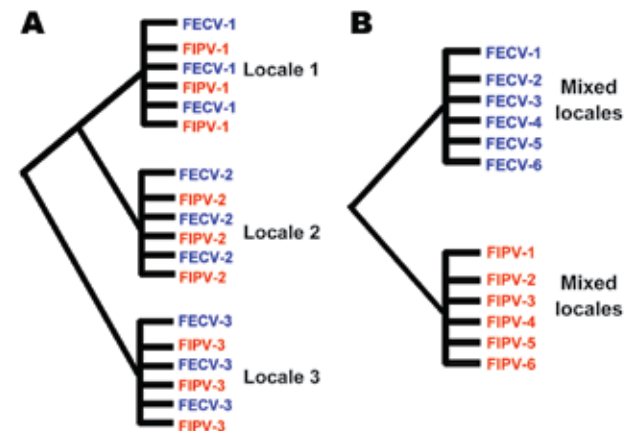 A
FECV-1
FIPV-1
FECV-1
FIPV-1
FECV-1
FIPV-1
Locale 1
FECV-2
FIPV-2
FECV-2
FIPV-2
FECV-2
FIPV-2
Locale 2
FECV-3
FIPV-3
FECV-3
FIPV-3
FECV-3
FIPV-3
Locale 3
B
FECV-1
FECV-2
FECV-3
FECV-4
FECV-5
FECV-6
Mixed
locales
FIPV-1
FIPV-2
FIPV-3
FIPV-4
FIPV-5
FIPV-6
Mixed
locales